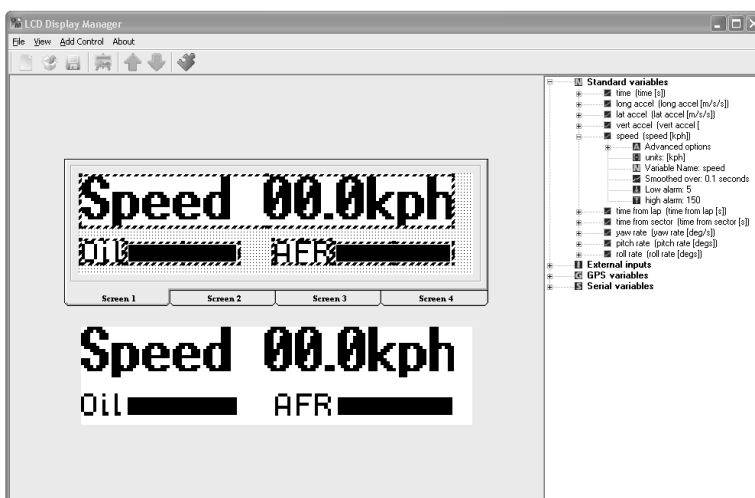 LCD Display Manager
File View Add Control About
Speed 00.0kph
Oil AFR
Screen 1 Screen 2 Screen 3 Screen 4
Speed 00.0kph
Oil AFR
Standard variables
time (time [s])
long accel (long accel [m/s/s])
lat accel (lat accel [m/s/s])
vert accel (vert accel [
speed (speed [kph])
Advanced options
units: [kph]
Variable Name: speed
Smoothed over: 0.1 seconds
Low alarm: 5
high alarm: 150
time from lap (time from lap [s])
time from sector (time from sector [s])
yaw rate (yaw rate [deg/s])
pitch rate (pitch rate [degs])
roll rate (roll rate [degs])
External inputs
GPS variables
Serial variables